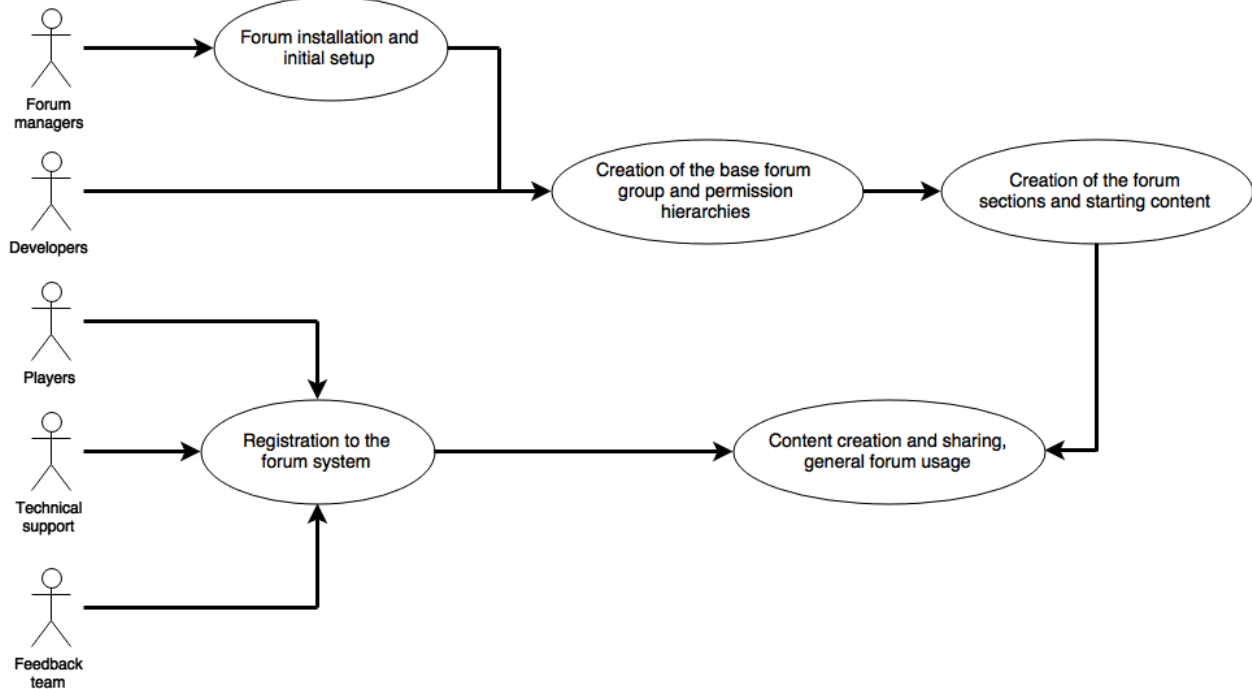 Forum installation and
initial setup
Forum
managers
Creation of the base forum
group and permission
hierarchies
Creation of the forum
sections and starting content
Developers
Players
Registration to the
forum system
Content creation and sharing,
general forum usage
Technical
support
Feedback
team